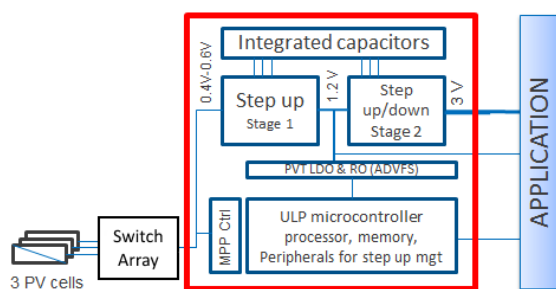 Integrated capacitors
0.4V-0.6V
Step up
Stage 1
1.2 V
Step
up/down
Stage 2
3 V
APPLICATION
PVT LDO & RO (ADVFS)
MPP Ctrl
ULP microcontroller
processor, memory,
Peripherals for step up mgt
Switch
Array
3 PV cells